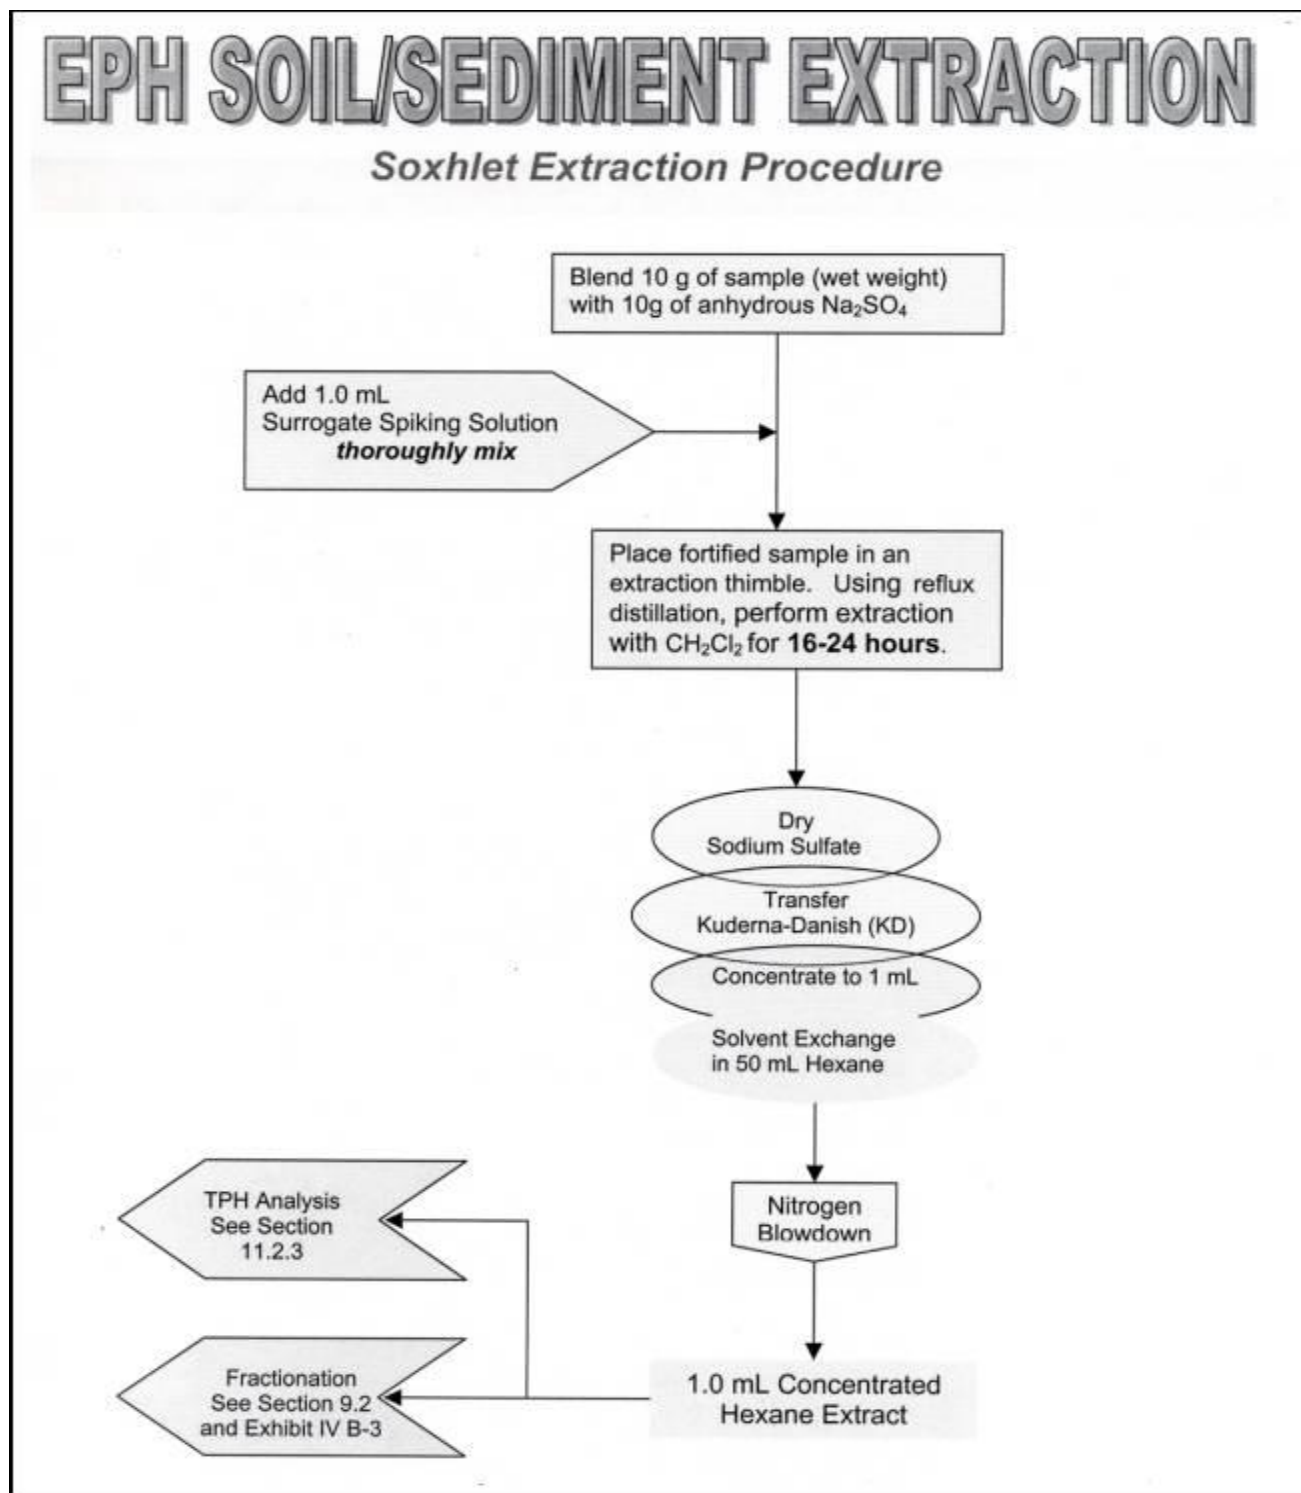 EPH SOIL/SEDIMENT EXTRACTION
Soxhlet Extraction Procedure
Blend 10 g of sample (wet weight)
with 10g of anhydrous Na₂SO₄
Add 1.0 mL
Surrogate Spiking Solution
thoroughly mix
Place fortified sample in an
extraction thimble. Using reflux
distillation, perform extraction
with CH₂Cl₂ for 16-24 hours.
Dry
Sodium Sulfate
Transfer
Kuderna-Danish (KD)
Concentrate to 1 mL
Solvent Exchange
in 50 mL Hexane
Nitrogen
Blowdown
TPH Analysis
See Section
11.2.3
Fractionation
See Section 9.2
and Exhibit IV B-3
1.0 mL Concentrated
Hexane Extract